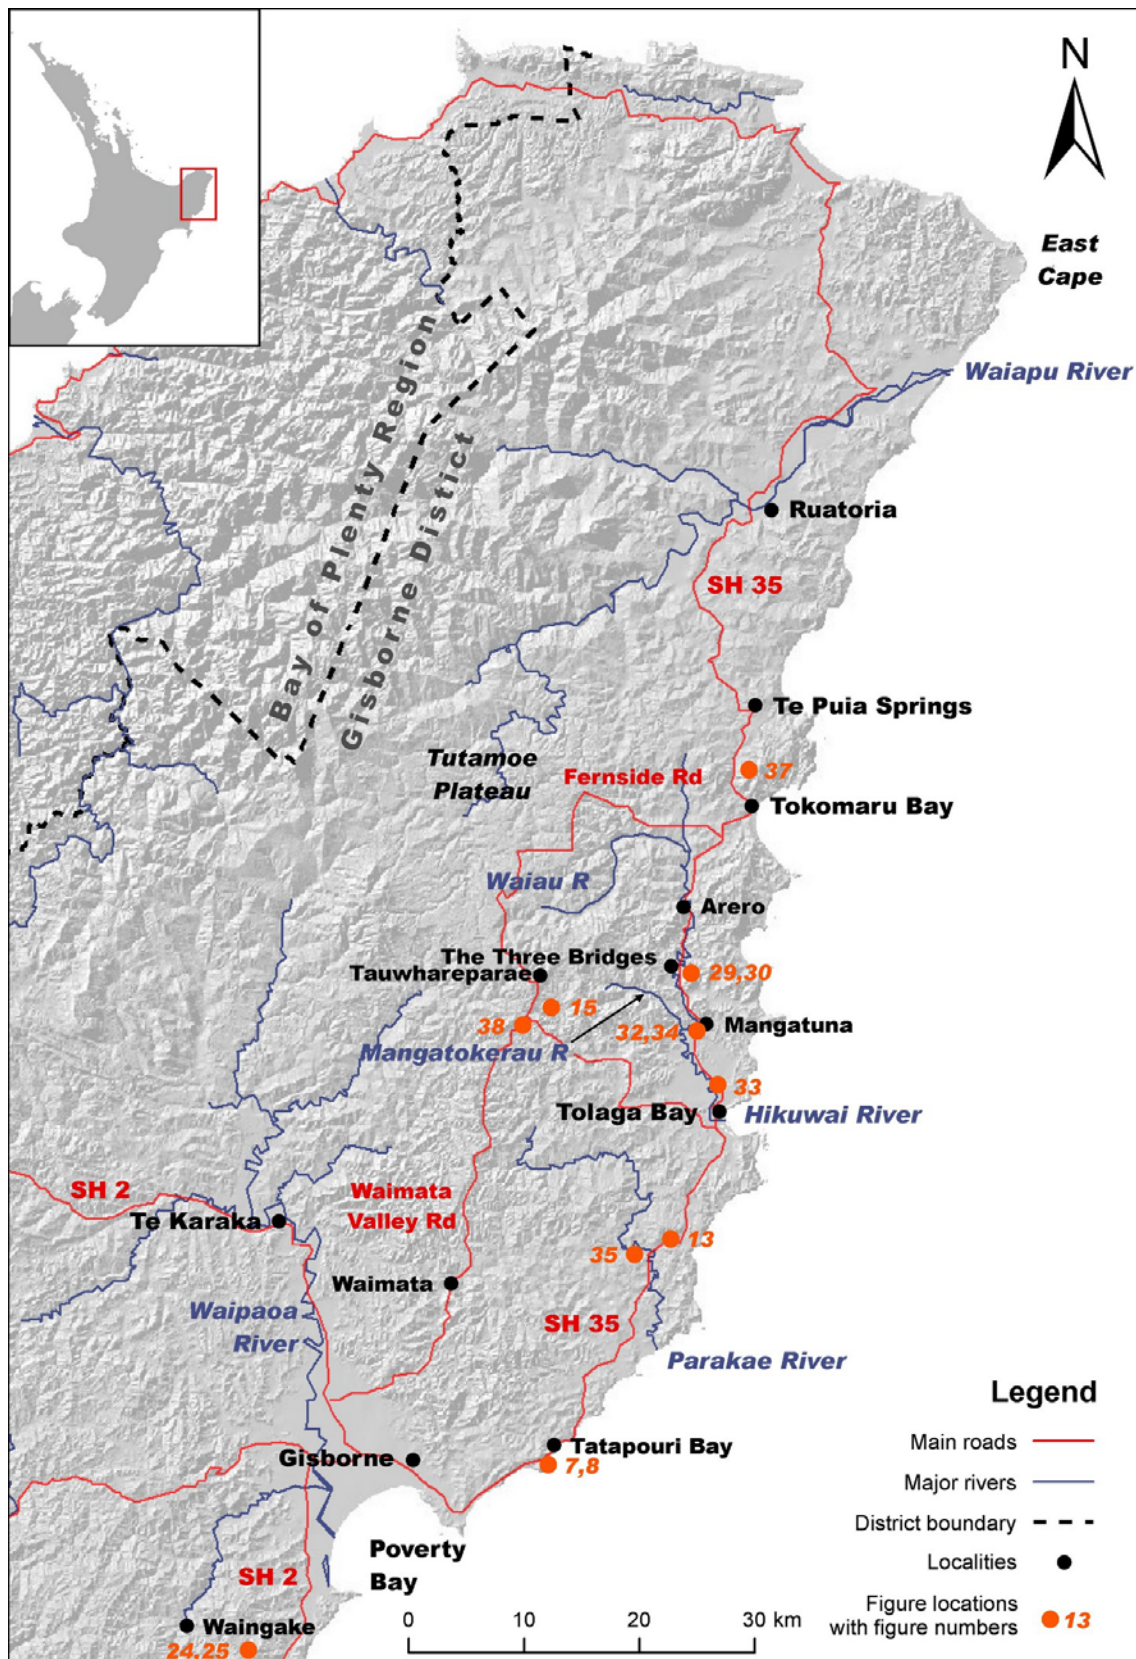 N
East
Cape
Waiapu River
Bay of Plenty Region
Gisborne District
Ruatoria
SH 35
Te Puia Springs
Tutamoe
Plateau
Fernside Rd
37
Tokomaru Bay
Waiau R
Arero
The Three Bridges
Tauwhareparae
29,30
15
38
32,34
Mangatuna
Mangatokerau R
33
Tolaga Bay
Hikuwai River
SH 2
Waimata
Valley Rd
Te Karaka
13
35
Waimata
Waipaoa
River
SH 35
Parakae River
Legend
Main roads
Major rivers
District boundary
Localities
Figure locations
with figure numbers
13
Tatapouri Bay
Gisborne
7,8
Poverty
Bay
SH 2
Waingake
24,25
0 10 20 30 km